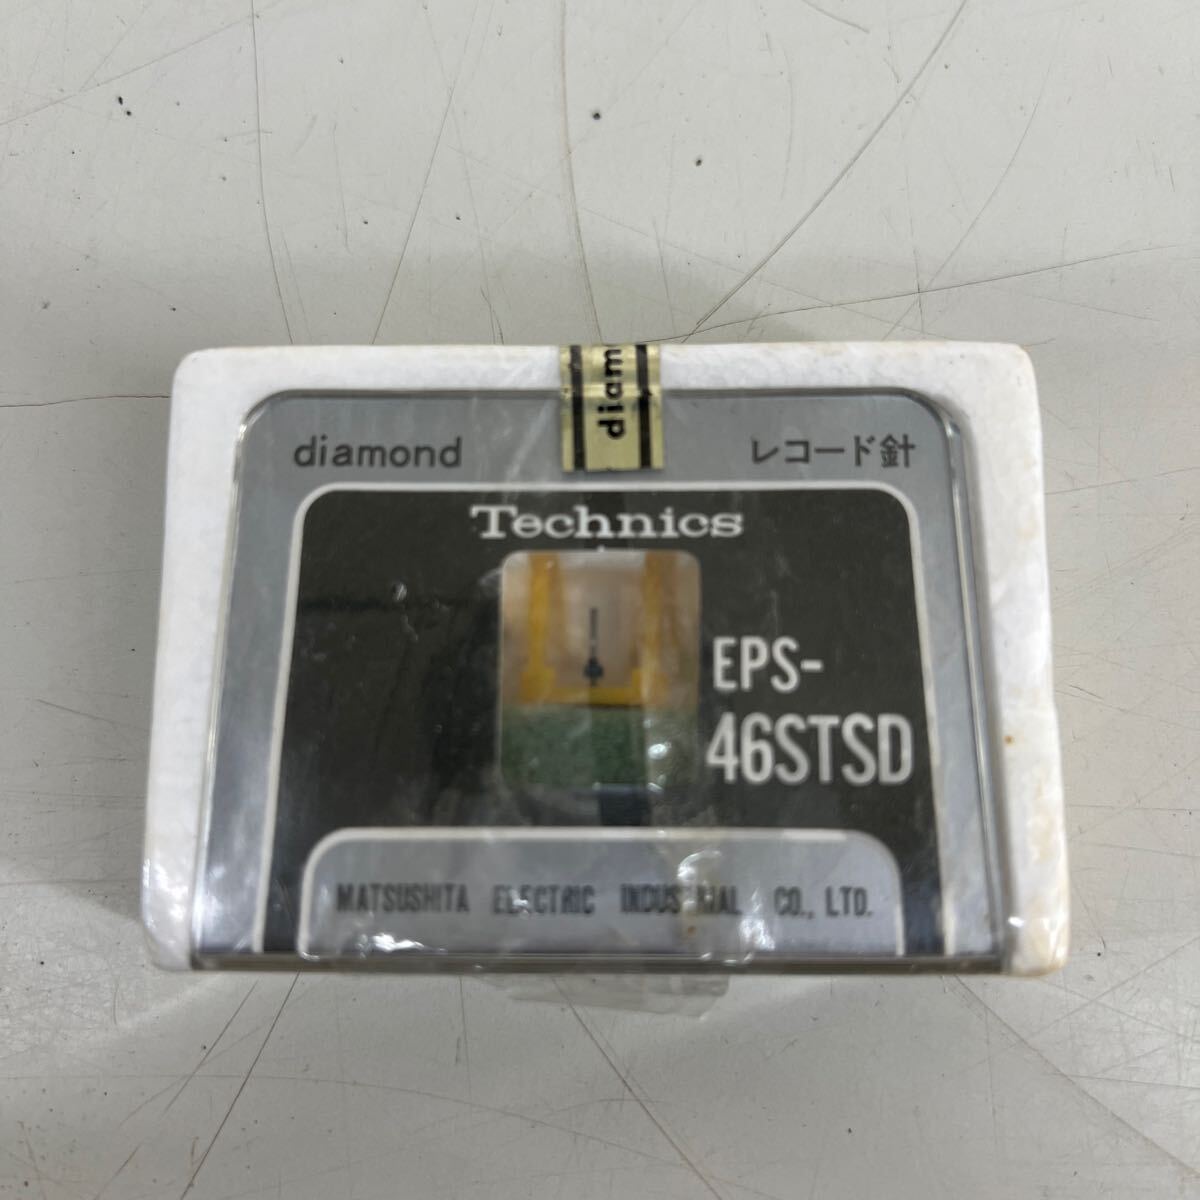 diam
diamond
レコード針
Technics
EPS-
46STSD
MATSUSHITA ELECTRIC INDUSTRIAL CO., LTD.